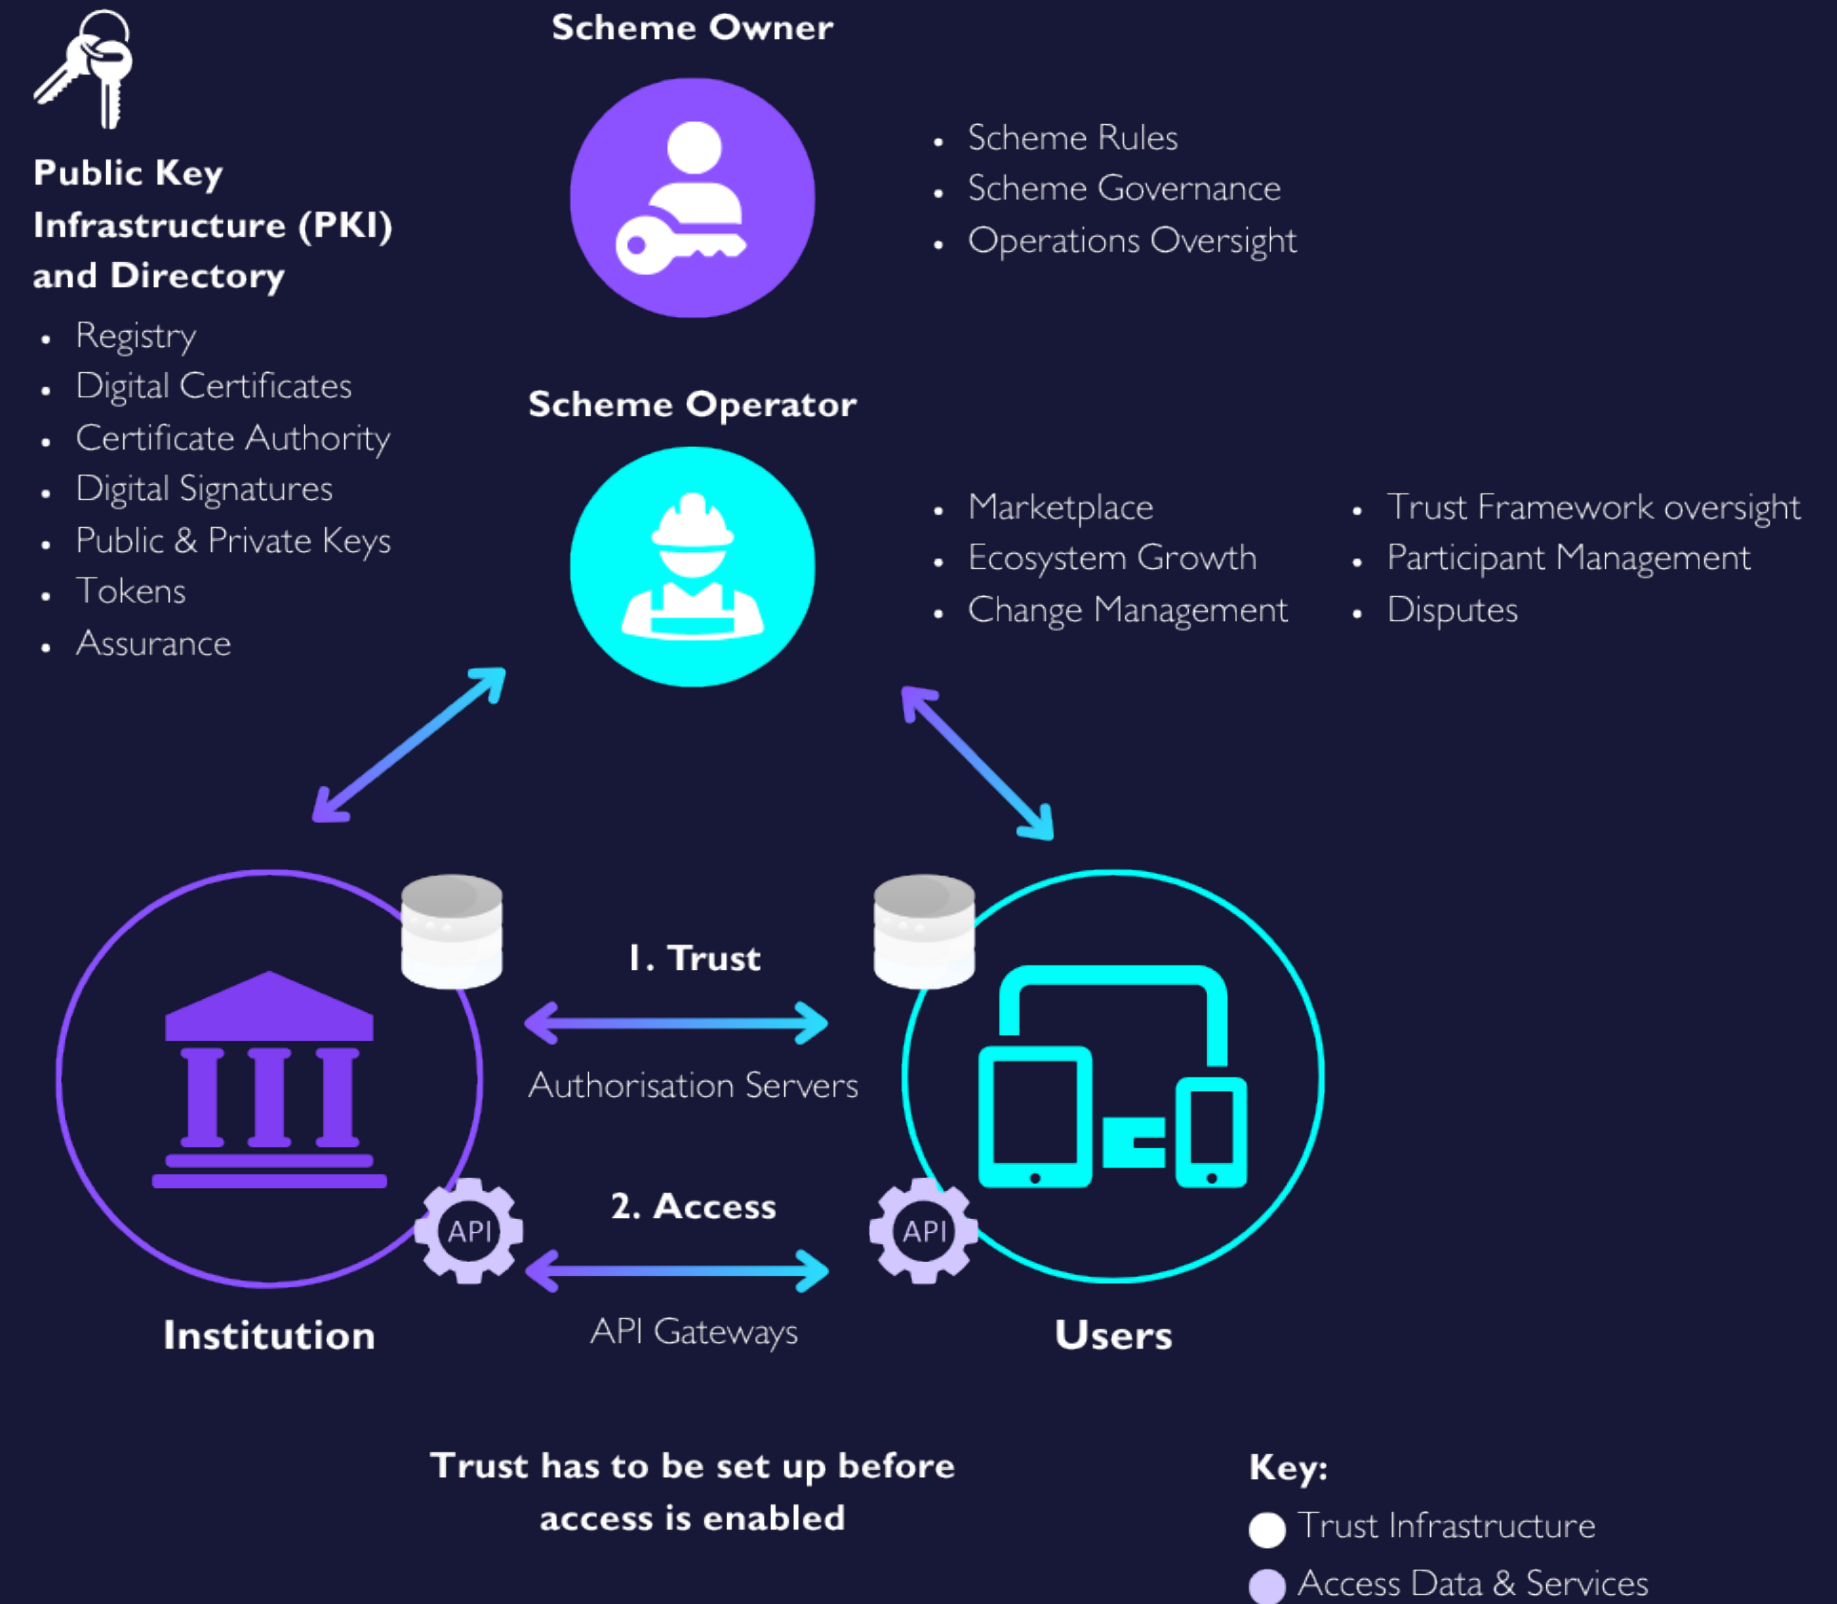 Scheme Owner
Public Key
Infrastructure (PKI)
and Directory
• Registry
• Digital Certificates
• Certificate Authority
• Digital Signatures
• Public & Private Keys
• Tokens
• Assurance
• Scheme Rules
• Scheme Governance
• Operations Oversight
Scheme Operator
• Marketplace
• Ecosystem Growth
• Change Management
• Trust Framework oversight
• Participant Management
• Disputes
1. Trust
Authorisation Servers
2. Access
API
API
API Gateways
Institution
Users
Trust has to be set up before
access is enabled
Key:
Trust Infrastructure
Access Data & Services